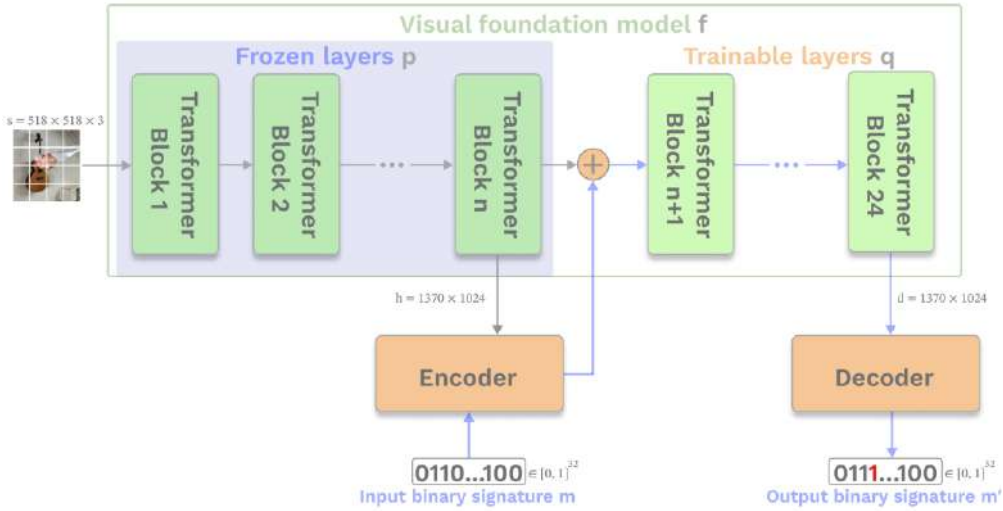 Visual foundation model f
Frozen layers p
Trainable layers q
s = 518 × 518 × 3
Transformer
Block 1
Transformer
Block 2
...
Transformer
Block n
+
Transformer
Block n+1
...
Transformer
Block 24
h = 1370 × 1024
d = 1370 × 1024
Encoder
Decoder
0110...100 ∈ [0, 1]³²
0111...100 ∈ [0, 1]³²
Input binary signature m
Output binary signature m'